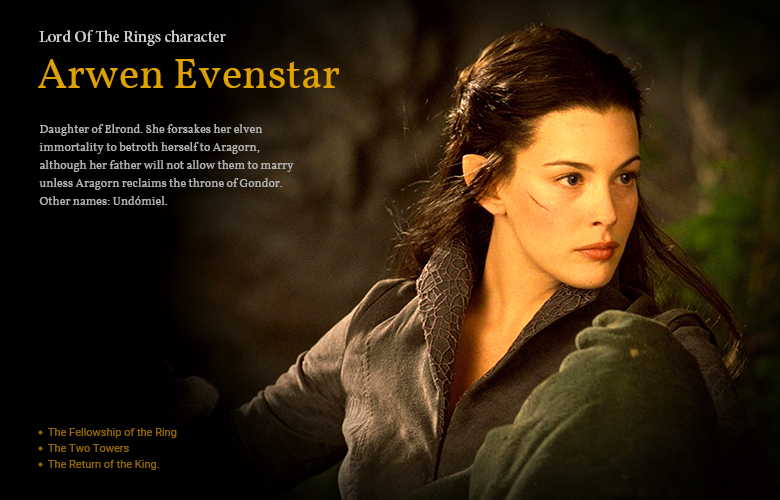 Lord Of The Rings character
Arwen Evenstar
Daughter of Elrond. She forsakes her elven
immortality to betroth herself to Aragorn,
although her father will not allow them to marry
unless Aragorn reclaims the throne of Gondor.
Other names: Undómiel.
• The Fellowship of the Ring
• The Two Towers
• The Return of the King.